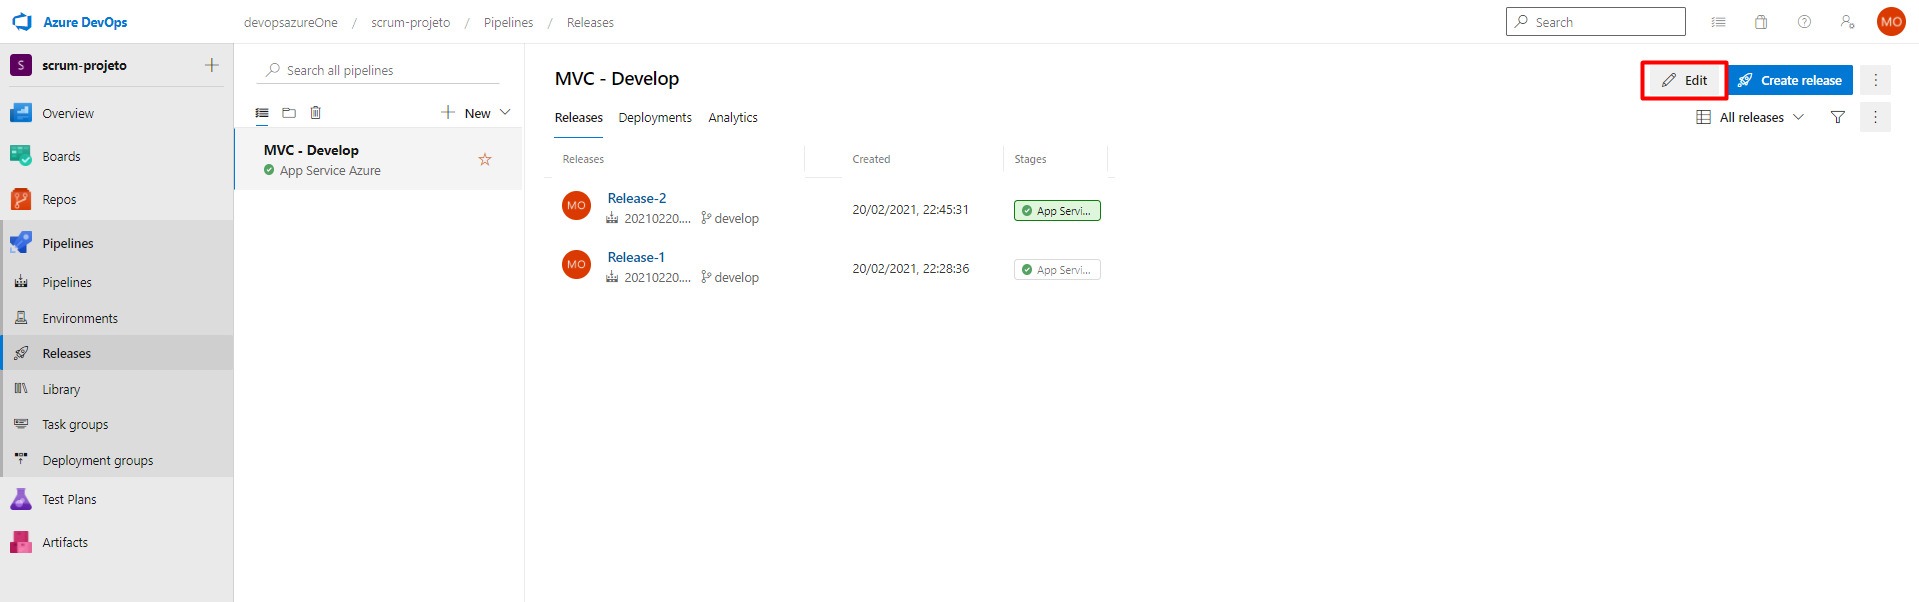 Azure DevOps
devopsazureOne / scrum-projeto / Pipelines / Releases
Search
MO
S scrum-projeto
Overview
Boards
Repos
Pipelines
Pipelines
Environments
Releases
Library
Task groups
Deployment groups
Test Plans
Artifacts
Search all pipelines
New
MVC - Develop
App Service Azure
MVC - Develop
Edit
Create release
Releases Deployments Analytics
All releases
Releases Created Stages
MO Release-2
20210220.... develop
20/02/2021, 22:45:31
App Servi...
MO Release-1
20210220.... develop
20/02/2021, 22:28:36
App Servi...